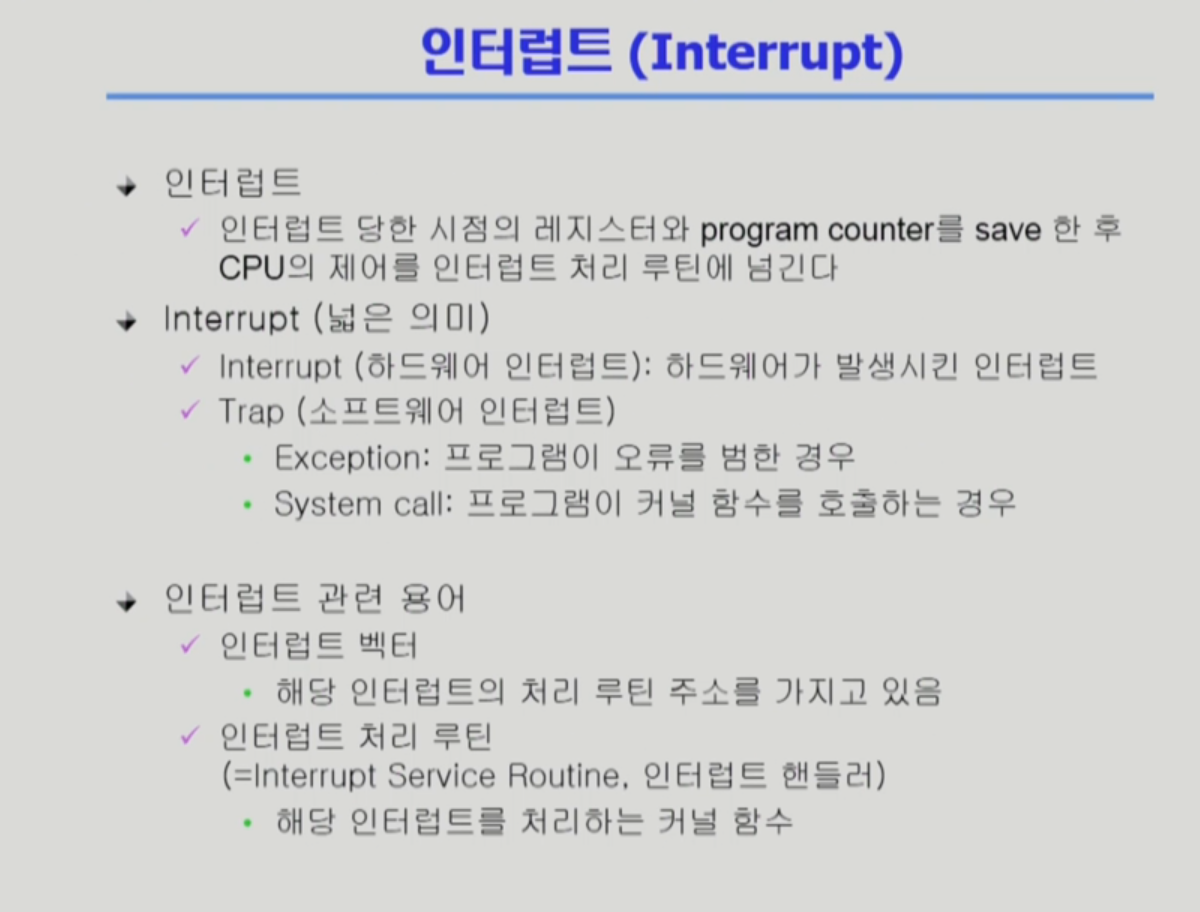 인터럽트 (Interrupt)
인터럽트
인터럽트 당한 시점의 레지스터와 program counter를 save 한 후
CPU의 제어를 인터럽트 처리 루틴에 넘긴다
Interrupt (넓은 의미)
Interrupt (하드웨어 인터럽트): 하드웨어가 발생시킨 인터럽트
Trap (소프트웨어 인터럽트)
Exception: 프로그램이 오류를 범한 경우
System call: 프로그램이 커널 함수를 호출하는 경우
인터럽트 관련 용어
인터럽트 벡터
해당 인터럽트의 처리 루틴 주소를 가지고 있음
인터럽트 처리 루틴
(=Interrupt Service Routine, 인터럽트 핸들러)
해당 인터럽트를 처리하는 커널 함수